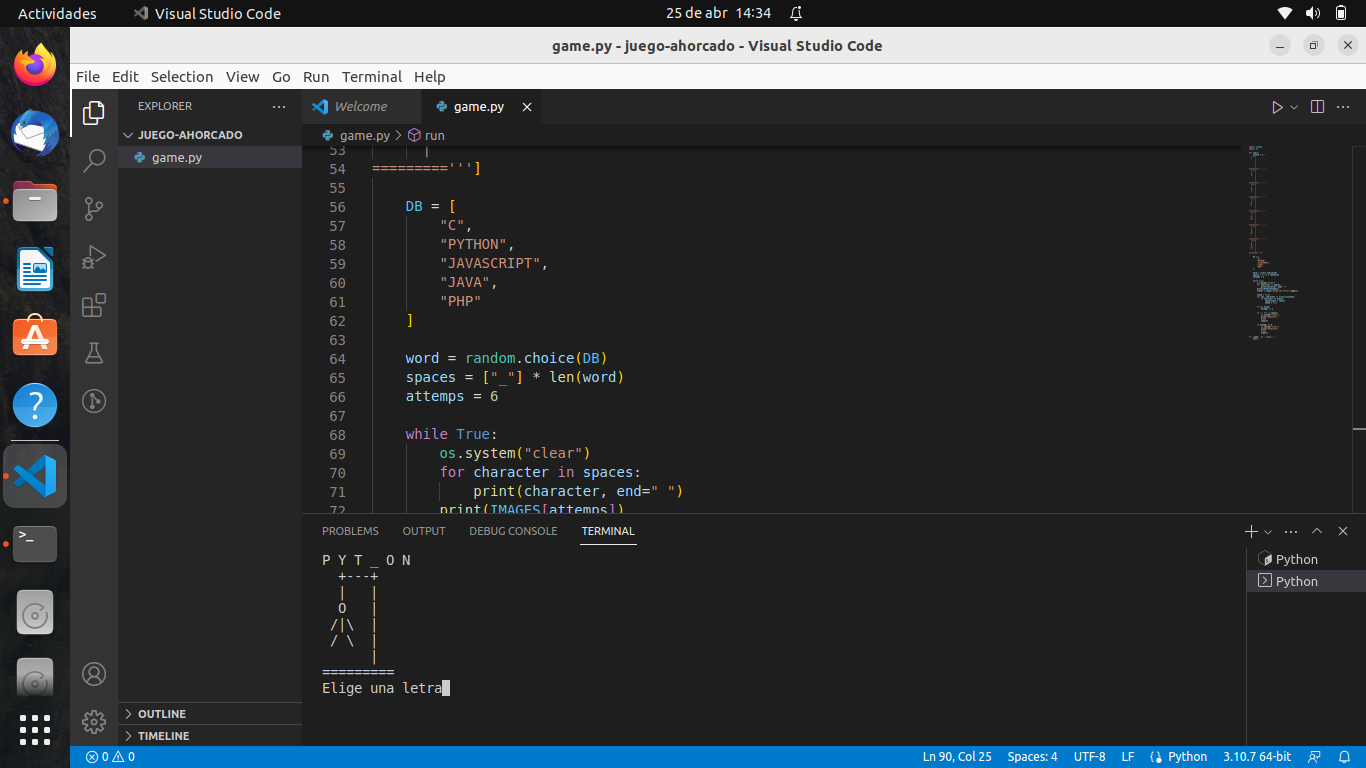 Actividades
Visual Studio Code
25 de abr 14:34
game.py - juego-ahorcado - Visual Studio Code
File Edit Selection View Go Run Terminal Help
EXPLORER
JUEGO-AHORCADO
game.py
OUTLINE
TIMELINE
Welcome
game.py
game.py > run
53 |
54 =========''']
55
56 DB = [
57 "C",
58 "PYTHON",
59 "JAVASCRIPT",
60 "JAVA",
61 "PHP"
62 ]
63
64 word = random.choice(DB)
65 spaces = ["_"] * len(word)
66 attemps = 6
67
68 while True:
69 os.system("clear")
70 for character in spaces:
71 print(character, end=" ")
72 print(IMAGES[attemps])
PROBLEMS OUTPUT DEBUG CONSOLE TERMINAL
P Y T _ O N
  +---+
  |   |
  O   |
 /|\  |
 / \  |
      |
=========
Elige una letra
Python
Python
0 0
Ln 90, Col 25 Spaces: 4 UTF-8 LF Python 3.10.7 64-bit